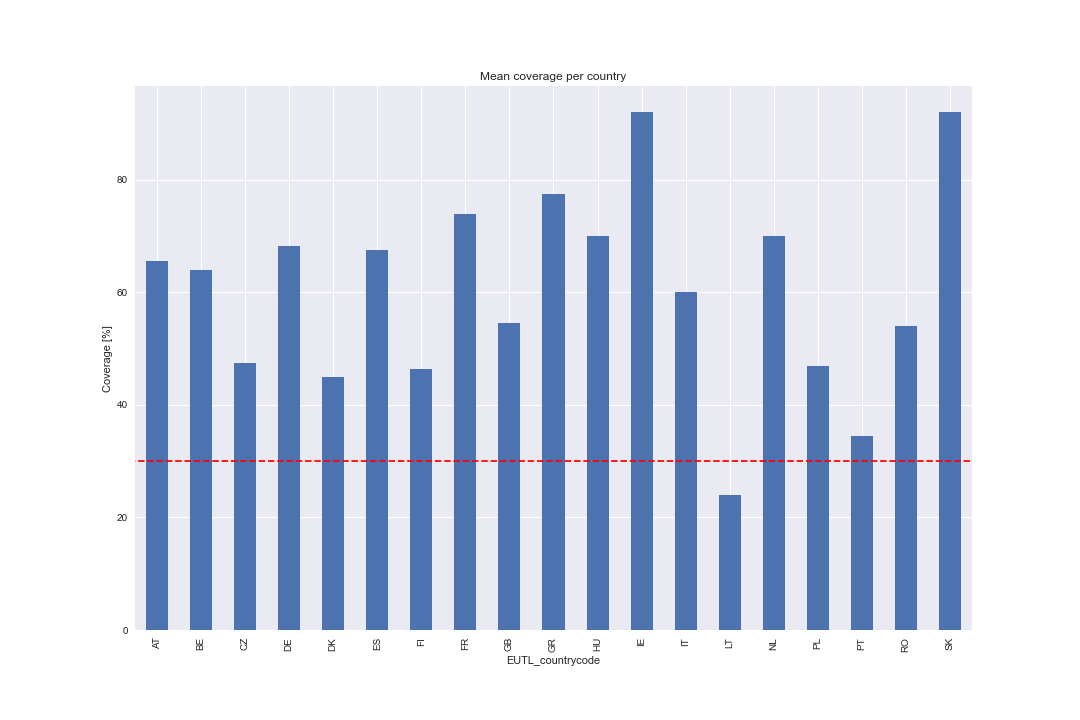 Mean coverage per country
Coverage [%]
80
60
40
20
0
AT BE CZ DE DK ES FI FR GB GR HU IE IT LT NL PL PT RO SK
EUTL_countrycode